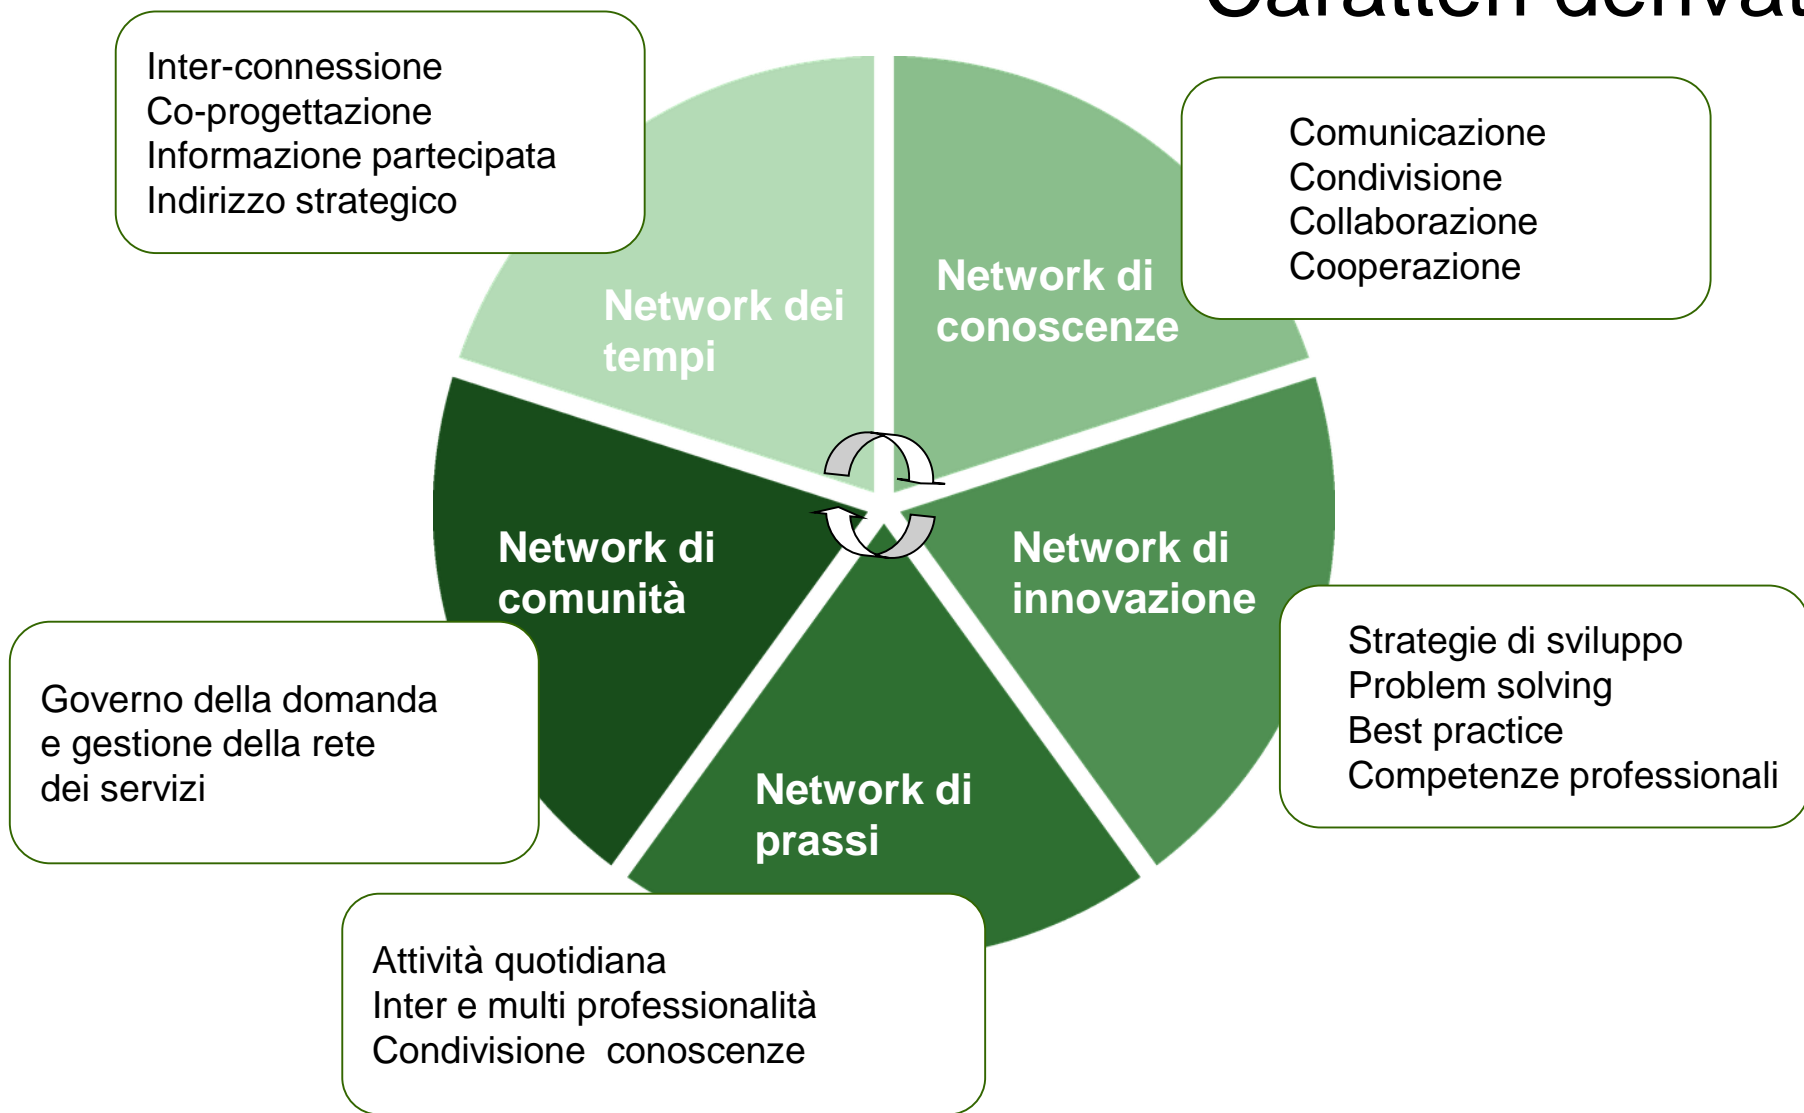 Caratteri derivat
Inter-connessione
Co-progettazione
Informazione partecipata
Indirizzo strategico
Comunicazione
Condivisione
Collaborazione
Cooperazione
Network dei
tempi
Network di
conoscenze
Network di
comunità
Network di
innovazione
Governo della domanda
e gestione della rete
dei servizi
Strategie di sviluppo
Problem solving
Best practice
Competenze professionali
Network di
prassi
Attività quotidiana
Inter e multi professionalità
Condivisione conoscenze